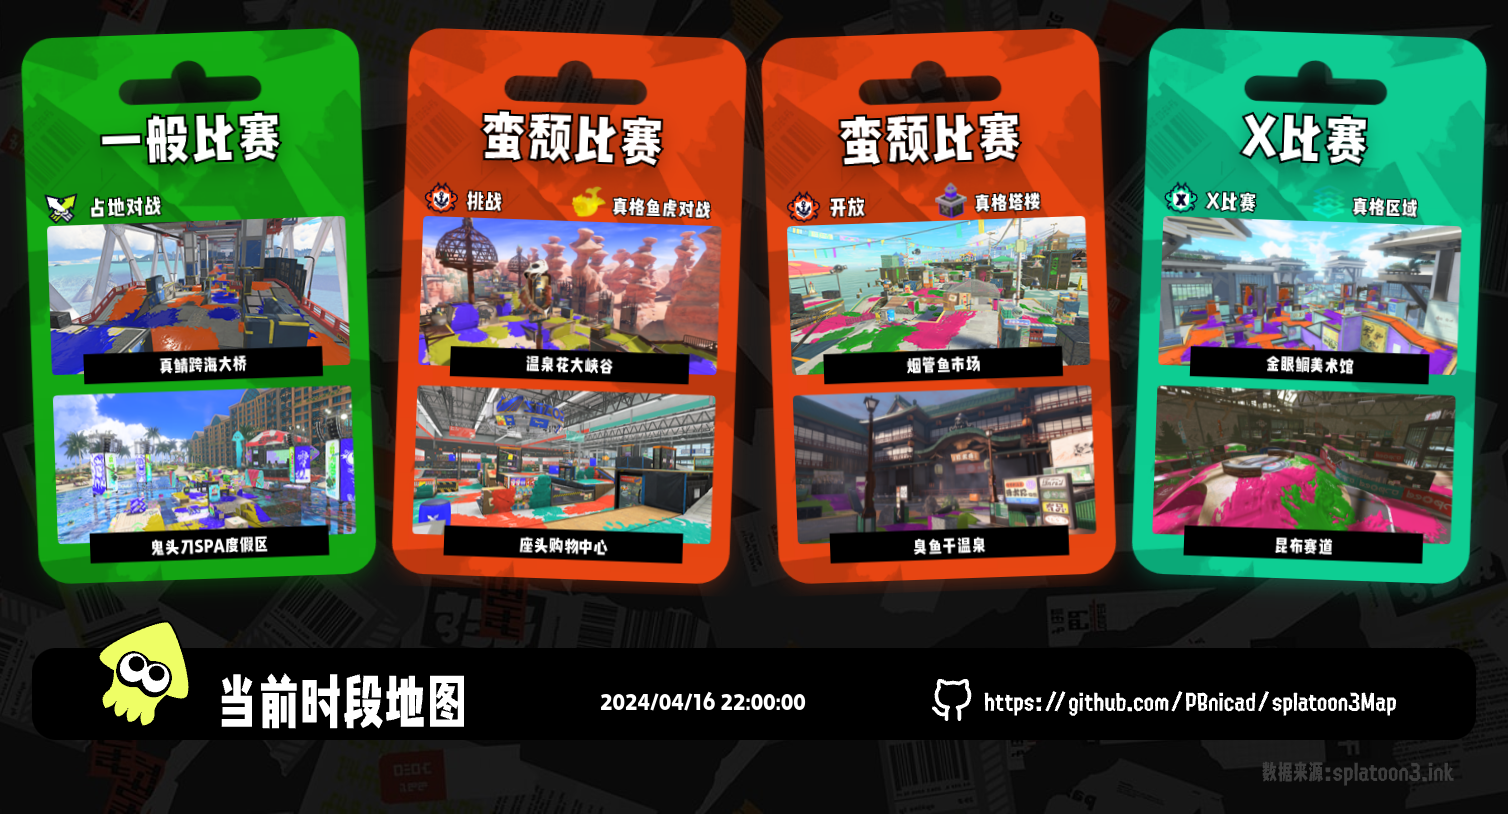 一般比赛
占地对战
真鲷跨海大桥
鬼头刀SPA度假区
蛮颓比赛
挑战
真格鱼虎对战
温泉花大峡谷
座头购物中心
蛮颓比赛
开放
真格塔楼
烟管鱼市场
臭鱼干温泉
X比赛
X比赛
真格区域
金眼鲷美术馆
昆布赛道
当前时段地图
2024/04/16 22:00:00
https://github.com/PBnicad/splatoon3Map
数据来源:splatoon3.ink